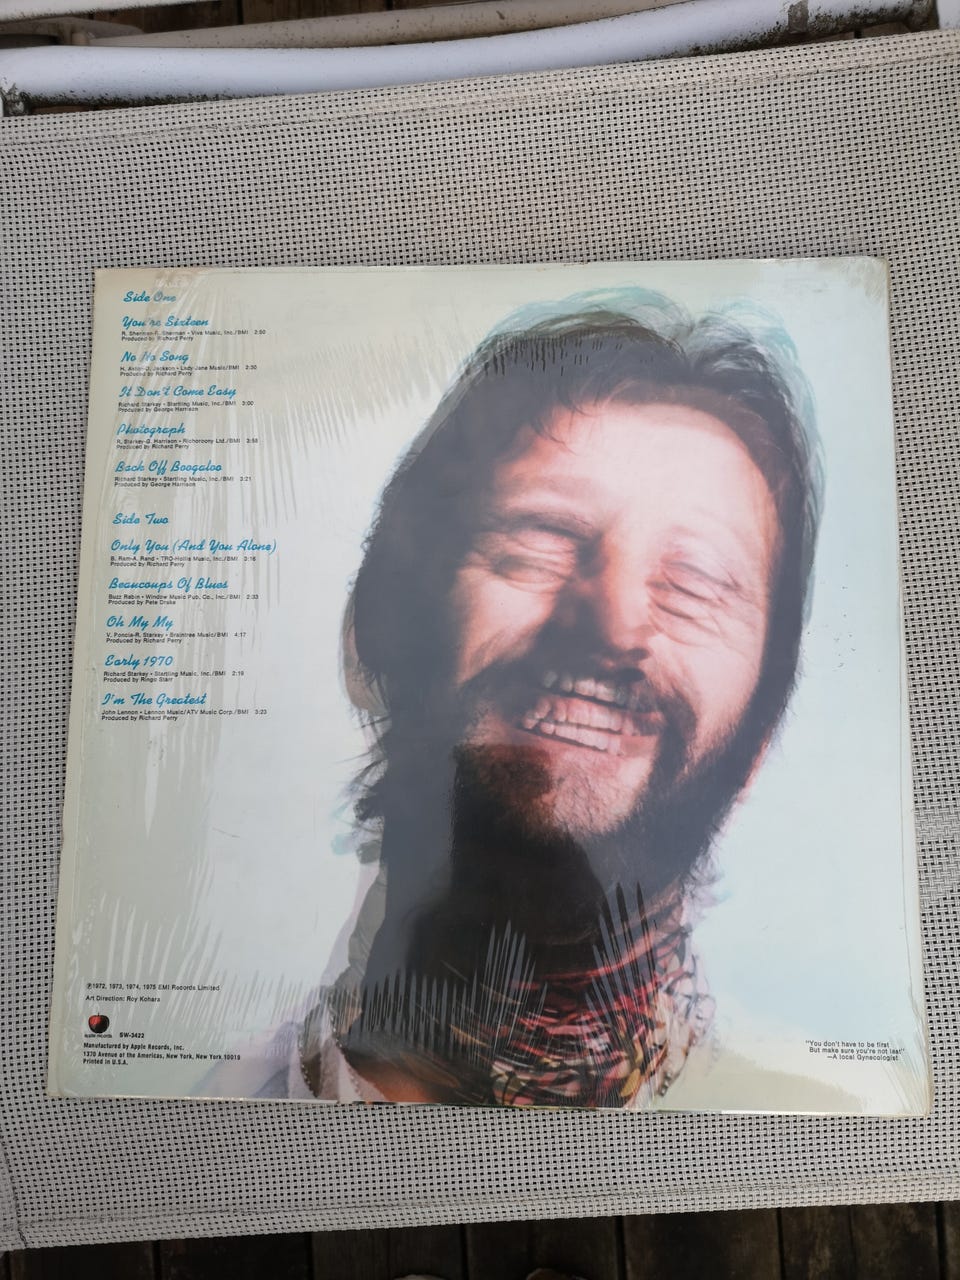 Side One
You're Sixteen
R. Sherman-R. Sherman • Viva Music, Inc./BMI 2:50
Produced by Richard Perry
No No Song
H. Axton-D. Jackson • Lady Jane Music/BMI 2:30
Produced by Richard Perry
It Don't Come Easy
Richard Starkey • Startling Music, Inc./BMI 3:00
Produced by George Harrison
Photograph
R. Starkey-G. Harrison • Richoroony Ltd./BMI 3:58
Produced by Richard Perry
Back Off Boogaloo
Richard Starkey • Startling Music, Inc./BMI 3:21
Produced by George Harrison
Side Two
Only You (And You Alone)
B. Ram-A. Rand • TRO-Hollis Music, Inc./BMI 3:16
Produced by Richard Perry
Beaucoups Of Blues
Buzz Rabin • Window Music Pub. Co., Inc./BMI 2:33
Produced by Pete Drake
Oh My My
V. Poncia-R. Starkey • Braintree Music/BMI 4:17
Produced by Richard Perry
Early 1970
Richard Starkey • Startling Music, Inc./BMI 2:19
Produced by Ringo Starr
I'm The Greatest
John Lennon • Lennon Music/ATV Music Corp./BMI 3:23
Produced by Richard Perry
℗1972, 1973, 1974, 1975 EMI Records Limited
Art Direction: Roy Kohara
apple records SW-3422
Manufactured by Apple Records, Inc.
1370 Avenue of the Americas, New York, New York 10019
Printed in U.S.A.
"You don't have to be first
But make sure you're not last"
—A local Gynecologist